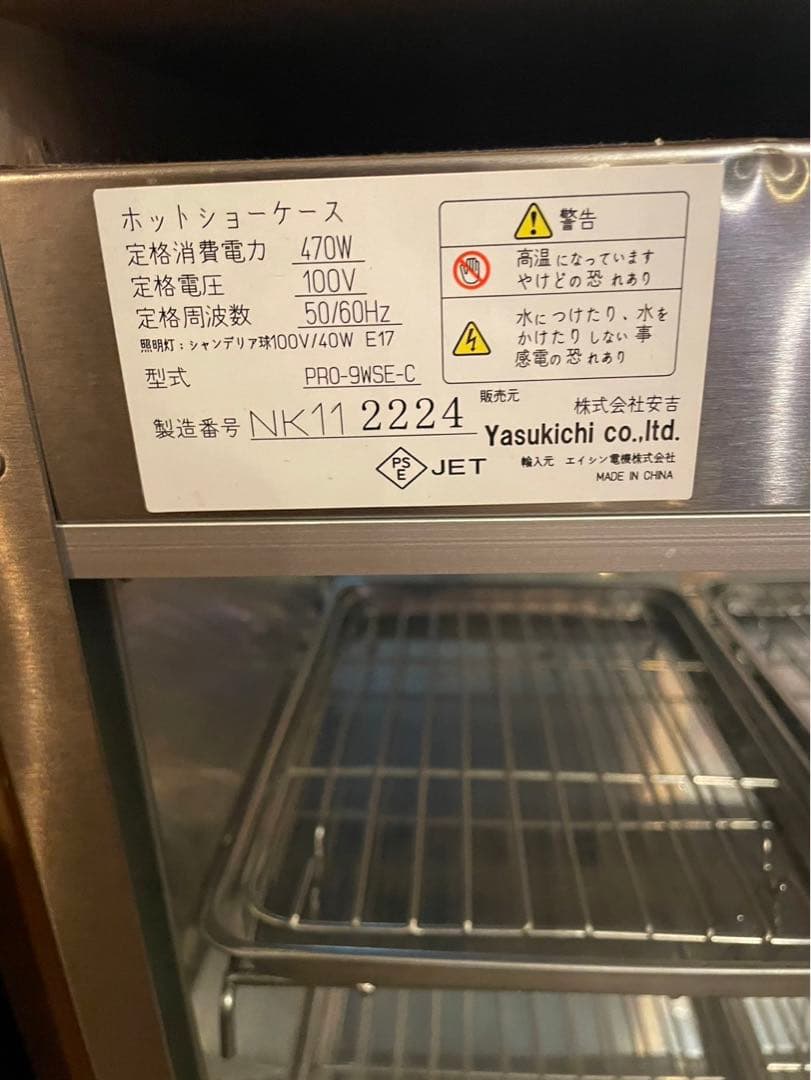 ホットショーケース
定格消費電力 470W
定格電圧 100V
定格周波数 50/60Hz
照明灯：シャンデリア球100V/40W E17
型式 PRO-9WSE-C
製造番号 NK11 2224
PS E JET
警告
高温になっています
やけどの恐れあり
水につけたり、水を
かけたりしない事
感電の恐れあり
販売元
株式会社安吉
Yasukichi co.,ltd.
輸入元 エイシン電機株式会社
MADE IN CHINA